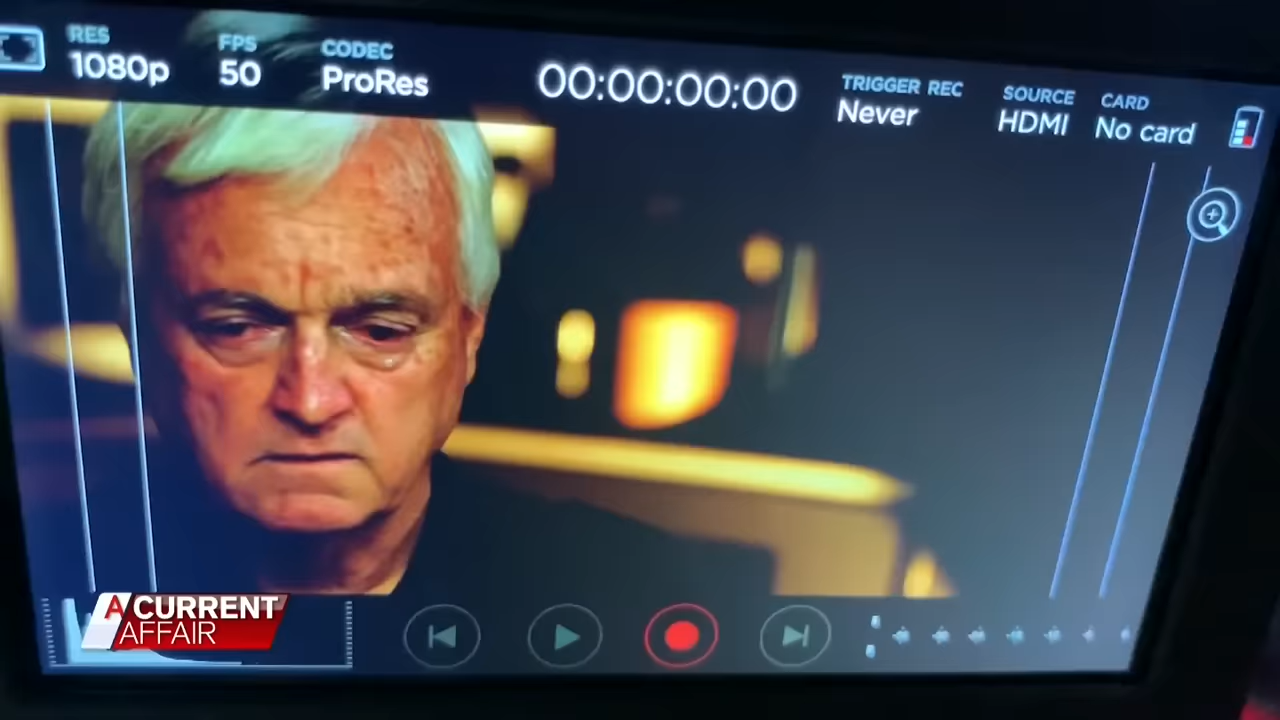 RES
1080p
FPS
50
CODEC
ProRes
00:00:00:00
TRIGGER REC
Never
SOURCE
HDMI
CARD
No card
A CURRENT
AFFAIR